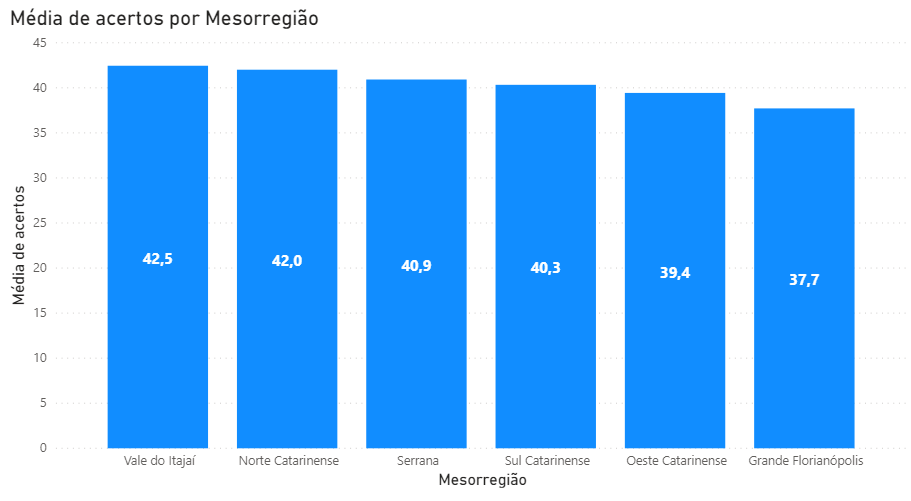 Média de acertos por Mesorregião
45
40
35
30
25
20
15
10
5
0
Média de acertos
42,5
42,0
40,9
40,3
39,4
37,7
Vale do Itajaí
Norte Catarinense
Serrana
Sul Catarinense
Oeste Catarinense
Grande Florianópolis
Mesorregião